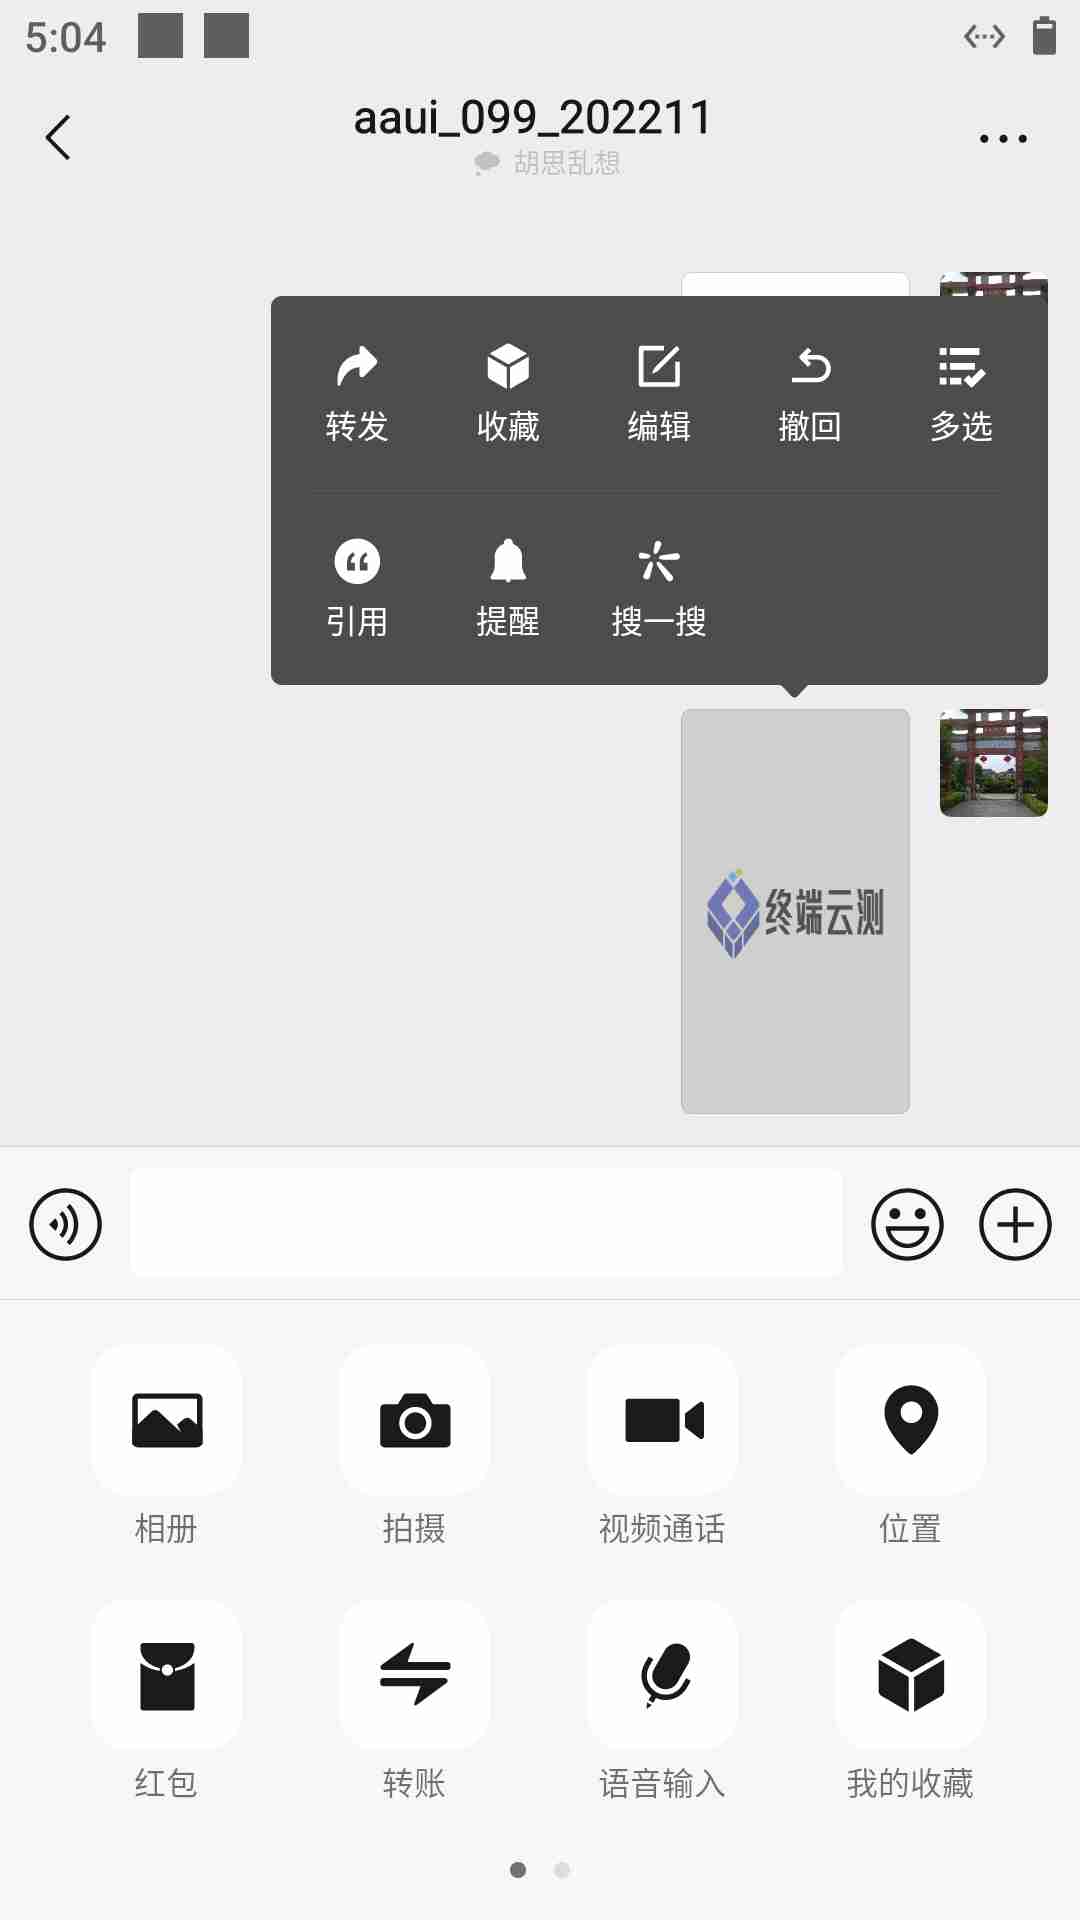 5:04
aaui_099_202211
胡思乱想
转发 收藏 编辑 撤回 多选
引用 提醒 搜一搜
终端云测
相册 拍摄 视频通话 位置
红包 转账 语音输入 我的收藏